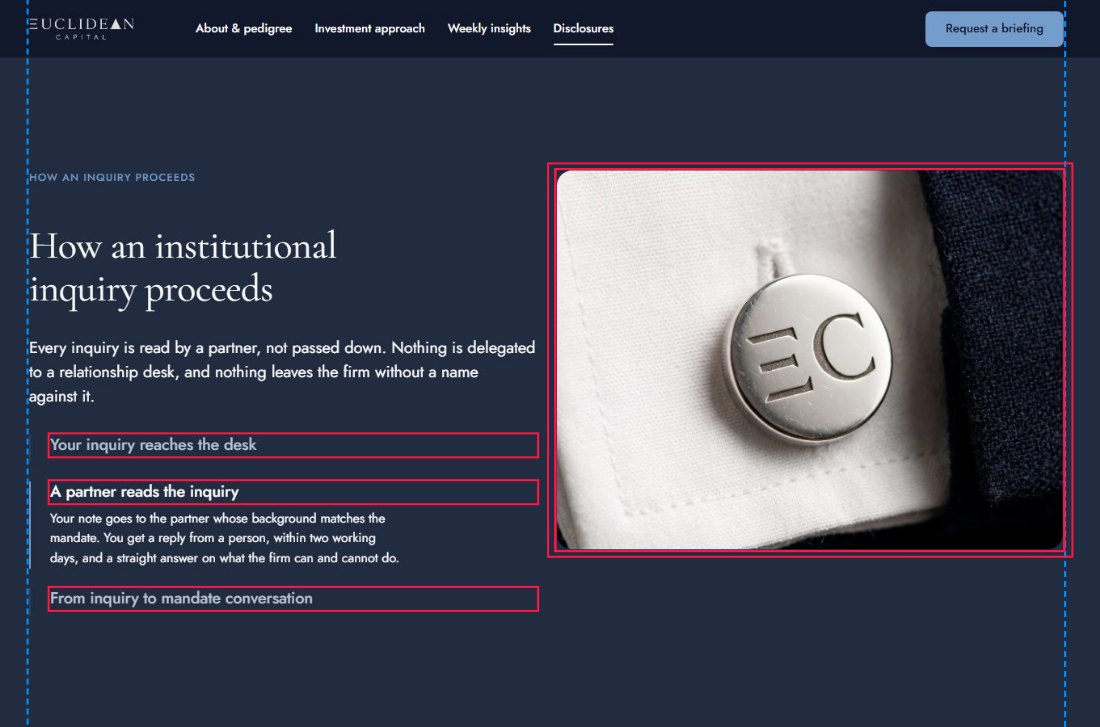 EUCLIDEAN
CAPITAL
About & pedigree
Investment approach
Weekly insights
Disclosures
Request a briefing
HOW AN INQUIRY PROCEEDS
How an institutional
inquiry proceeds
Every inquiry is read by a partner, not passed down. Nothing is delegated
to a relationship desk, and nothing leaves the firm without a name
against it.
Your inquiry reaches the desk
A partner reads the inquiry
Your note goes to the partner whose background matches the
mandate. You get a reply from a person, within two working
days, and a straight answer on what the firm can and cannot do.
From inquiry to mandate conversation
EC